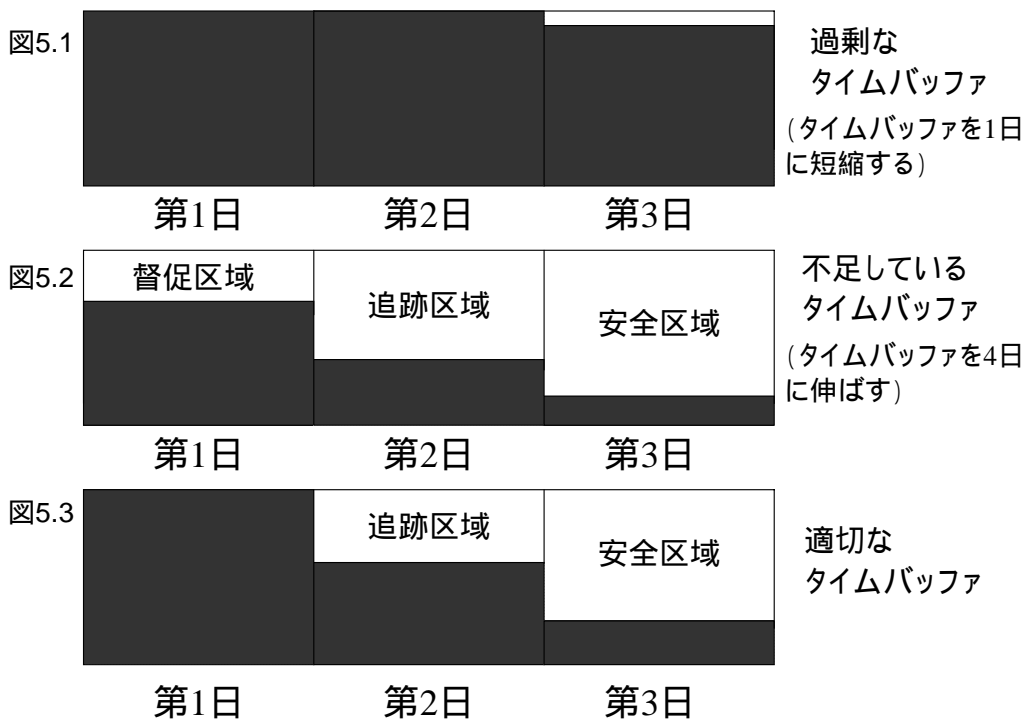 図5.1
過剰な
タイムバッファ
(タイムバッファを1日
に短縮する)
第1日 第2日 第3日
図5.2
督促区域
追跡区域
安全区域
不足している
タイムバッファ
(タイムバッファを4日
に伸ばす)
第1日 第2日 第3日
図5.3
追跡区域
安全区域
適切な
タイムバッファ
第1日 第2日 第3日